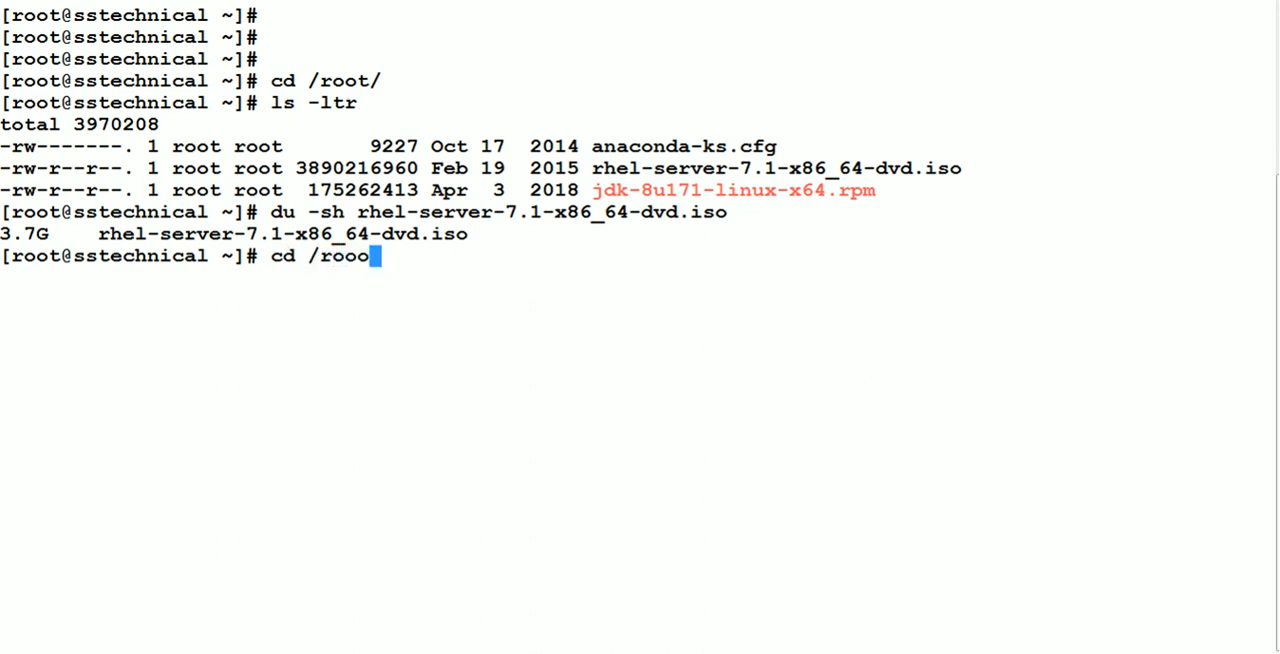 [root@sstechnical ~]#
[root@sstechnical ~]#
[root@sstechnical ~]#
[root@sstechnical ~]# cd /root/
[root@sstechnical ~]# ls -ltr
total 3970208
-rw-------. 1 root root       9227 Oct 17  2014 anaconda-ks.cfg
-rw-r--r--. 1 root root 3890216960 Feb 19  2015 rhel-server-7.1-x86_64-dvd.iso
-rw-r--r--. 1 root root  175262413 Apr  3  2018 jdk-8u171-linux-x64.rpm
[root@sstechnical ~]# du -sh rhel-server-7.1-x86_64-dvd.iso
3.7G    rhel-server-7.1-x86_64-dvd.iso
[root@sstechnical ~]# cd /rooo